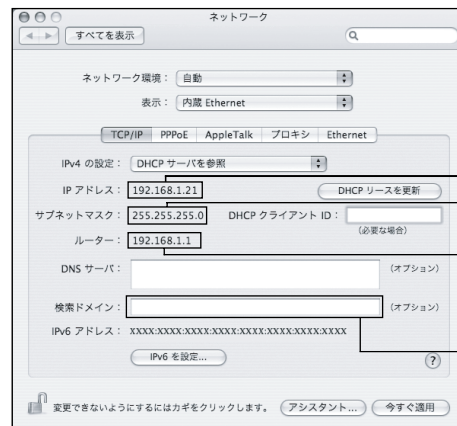 ネットワーク
すべてを表示
ネットワーク環境： 自動
表示： 内蔵 Ethernet
TCP/IP PPPoE AppleTalk プロキシ Ethernet
IPv4 の設定： DHCP サーバを参照
IP アドレス： 192.168.1.21 DHCP リースを更新
サブネットマスク： 255.255.255.0 DHCP クライアント ID：
（必要な場合）
ルーター： 192.168.1.1
DNS サーバ： （オプション）
検索ドメイン： （オプション）
IPv6 アドレス： xxxx:xxxx:xxxx:xxxx:xxxx:xxxx:xxxx:xxxx
IPv6 を設定...
?
変更できないようにするにはカギをクリックします。 アシスタント... 今すぐ適用